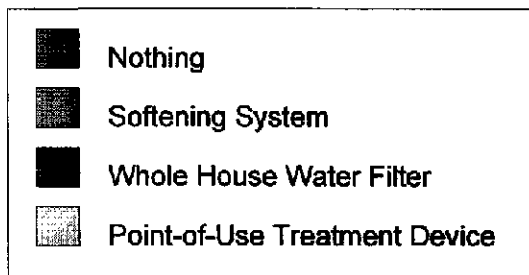 Nothing
Softening System
Whole House Water Filter
Point-of-Use Treatment Device